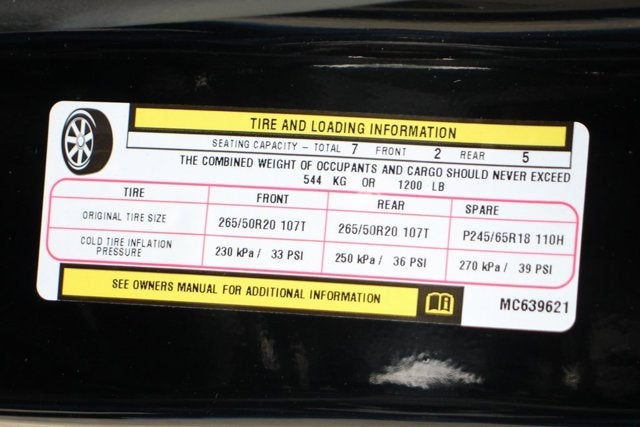 TIRE AND LOADING INFORMATION
SEATING CAPACITY – TOTAL 7 FRONT 2 REAR 5
THE COMBINED WEIGHT OF OCCUPANTS AND CARGO SHOULD NEVER EXCEED
544 KG OR 1200 LB
TIRE FRONT REAR SPARE
ORIGINAL TIRE SIZE 265/50R20 107T 265/50R20 107T P245/65R18 110H
COLD TIRE INFLATION PRESSURE 230 kPa / 33 PSI 250 kPa / 36 PSI 270 kPa / 39 PSI
SEE OWNERS MANUAL FOR ADDITIONAL INFORMATION
MC639621